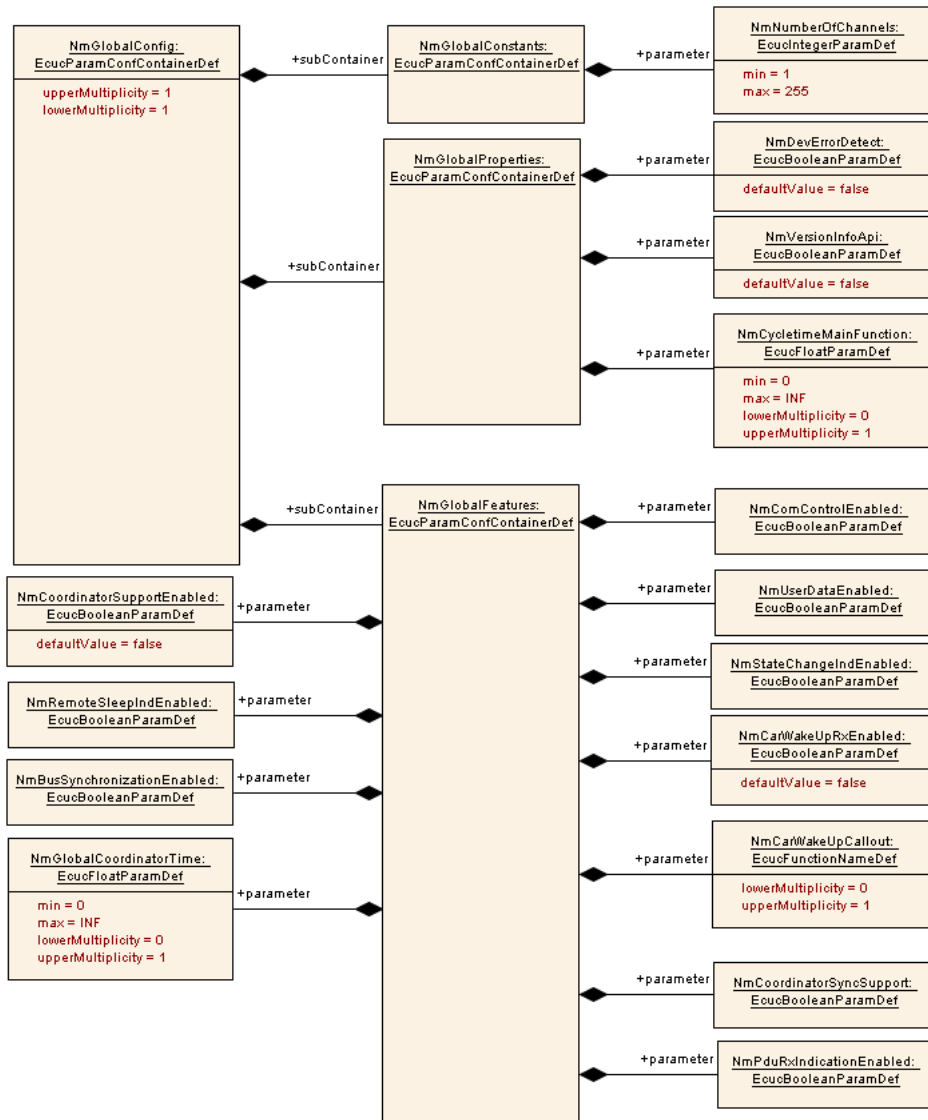 NmGlobalConfig:
EcucParamConfContainerDef
upperMultiplicity = 1
lowerMultiplicity = 1
+subContainer
NmGlobalConstants:
EcucParamConfContainerDef
+parameter
NmNumberOfChannels:
EcucIntegerParamDef
min = 1
max = 255
+subContainer
NmGlobalProperties:
EcucParamConfContainerDef
+parameter
NmDevErrorDetect:
EcucBooleanParamDef
defaultValue = false
+parameter
NmVersionInfoApi:
EcucBooleanParamDef
defaultValue = false
+parameter
NmCycletimeMainFunction:
EcucFloatParamDef
min = 0
max = INF
lowerMultiplicity = 0
upperMultiplicity = 1
+subContainer
NmGlobalFeatures:
EcucParamConfContainerDef
+parameter
NmComControlEnabled:
EcucBooleanParamDef
NmCoordinatorSupportEnabled:
EcucBooleanParamDef
defaultValue = false
+parameter
+parameter
NmUserDataEnabled:
EcucBooleanParamDef
+parameter
NmStateChangeIndEnabled:
EcucBooleanParamDef
NmRemoteSleepIndEnabled:
EcucBooleanParamDef
+parameter
+parameter
NmCarWakeUpRxEnabled:
EcucBooleanParamDef
defaultValue = false
NmBusSynchronizationEnabled:
EcucBooleanParamDef
+parameter
NmGlobalCoordinatorTime:
EcucFloatParamDef
min = 0
max = INF
lowerMultiplicity = 0
upperMultiplicity = 1
+parameter
+parameter
NmCarWakeUpCallout:
EcucFunctionNameDef
lowerMultiplicity = 0
upperMultiplicity = 1
+parameter
NmCoordinatorSyncSupport:
EcucBooleanParamDef
+parameter
NmPduRxIndicationEnabled:
EcucBooleanParamDef